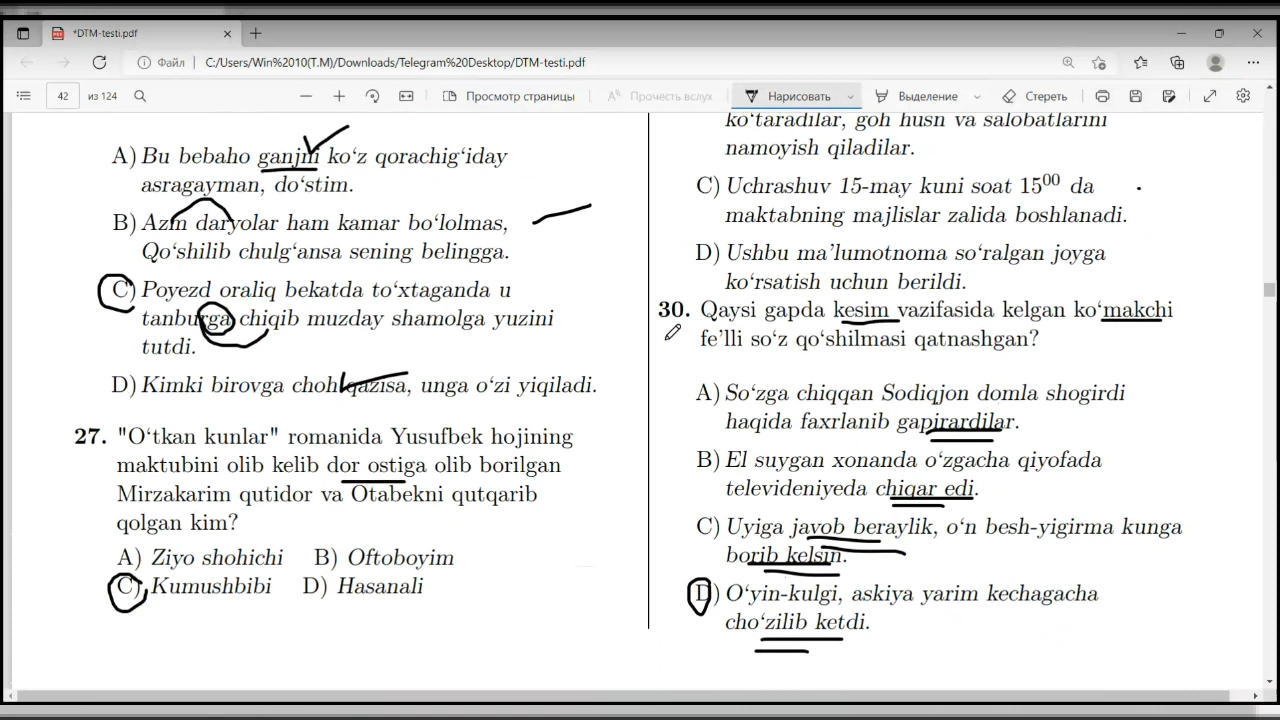 *DTM-testi.pdf
Файл
C:/Users/Win%2010(T.M)/Downloads/Telegram%20Desktop/DTM-testi.pdf
42 из 124
Просмотр страницы
Прочесть вслух
Нарисовать
Выделение
Стереть
A) Bu bebaho ganjni ko‘z qorachig‘iday
asragayman, do‘stim.
B) Azm daryolar ham kamar bo‘lolmas,
Qo‘shilib chulg‘ansa sening belingga.
C) Poyezd oraliq bekatda to‘xtaganda u
tanburga chiqib muzday shamolga yuzini
tutdi.
D) Kimki birovga choh qazisa, unga o‘zi yiqiladi.
27. "O‘tkan kunlar" romanida Yusufbek hojining
maktubini olib kelib dor ostiga olib borilgan
Mirzakarim qutidor va Otabekni qutqarib
qolgan kim?
A) Ziyo shohichi B) Oftoboyim
C) Kumushbibi D) Hasanali
ko‘taradilar, goh husn va salobatlarini
namoyish qiladilar.
C) Uchrashuv 15-may kuni soat 15⁰⁰ da
maktabning majlislar zalida boshlanadi.
D) Ushbu ma’lumotnoma so‘ralgan joyga
ko‘rsatish uchun berildi.
30. Qaysi gapda kesim vazifasida kelgan ko‘makchi
fe’lli so‘z qo‘shilmasi qatnashgan?
A) So‘zga chiqqan Sodiqjon domla shogirdi
haqida faxrlanib gapirardilar.
B) El suygan xonanda o‘zgacha qiyofada
televideniyeda chiqar edi.
C) Uyiga javob beraylik, o‘n besh-yigirma kunga
borib kelsin.
D) O‘yin-kulgi, askiya yarim kechagacha
cho‘zilib ketdi.